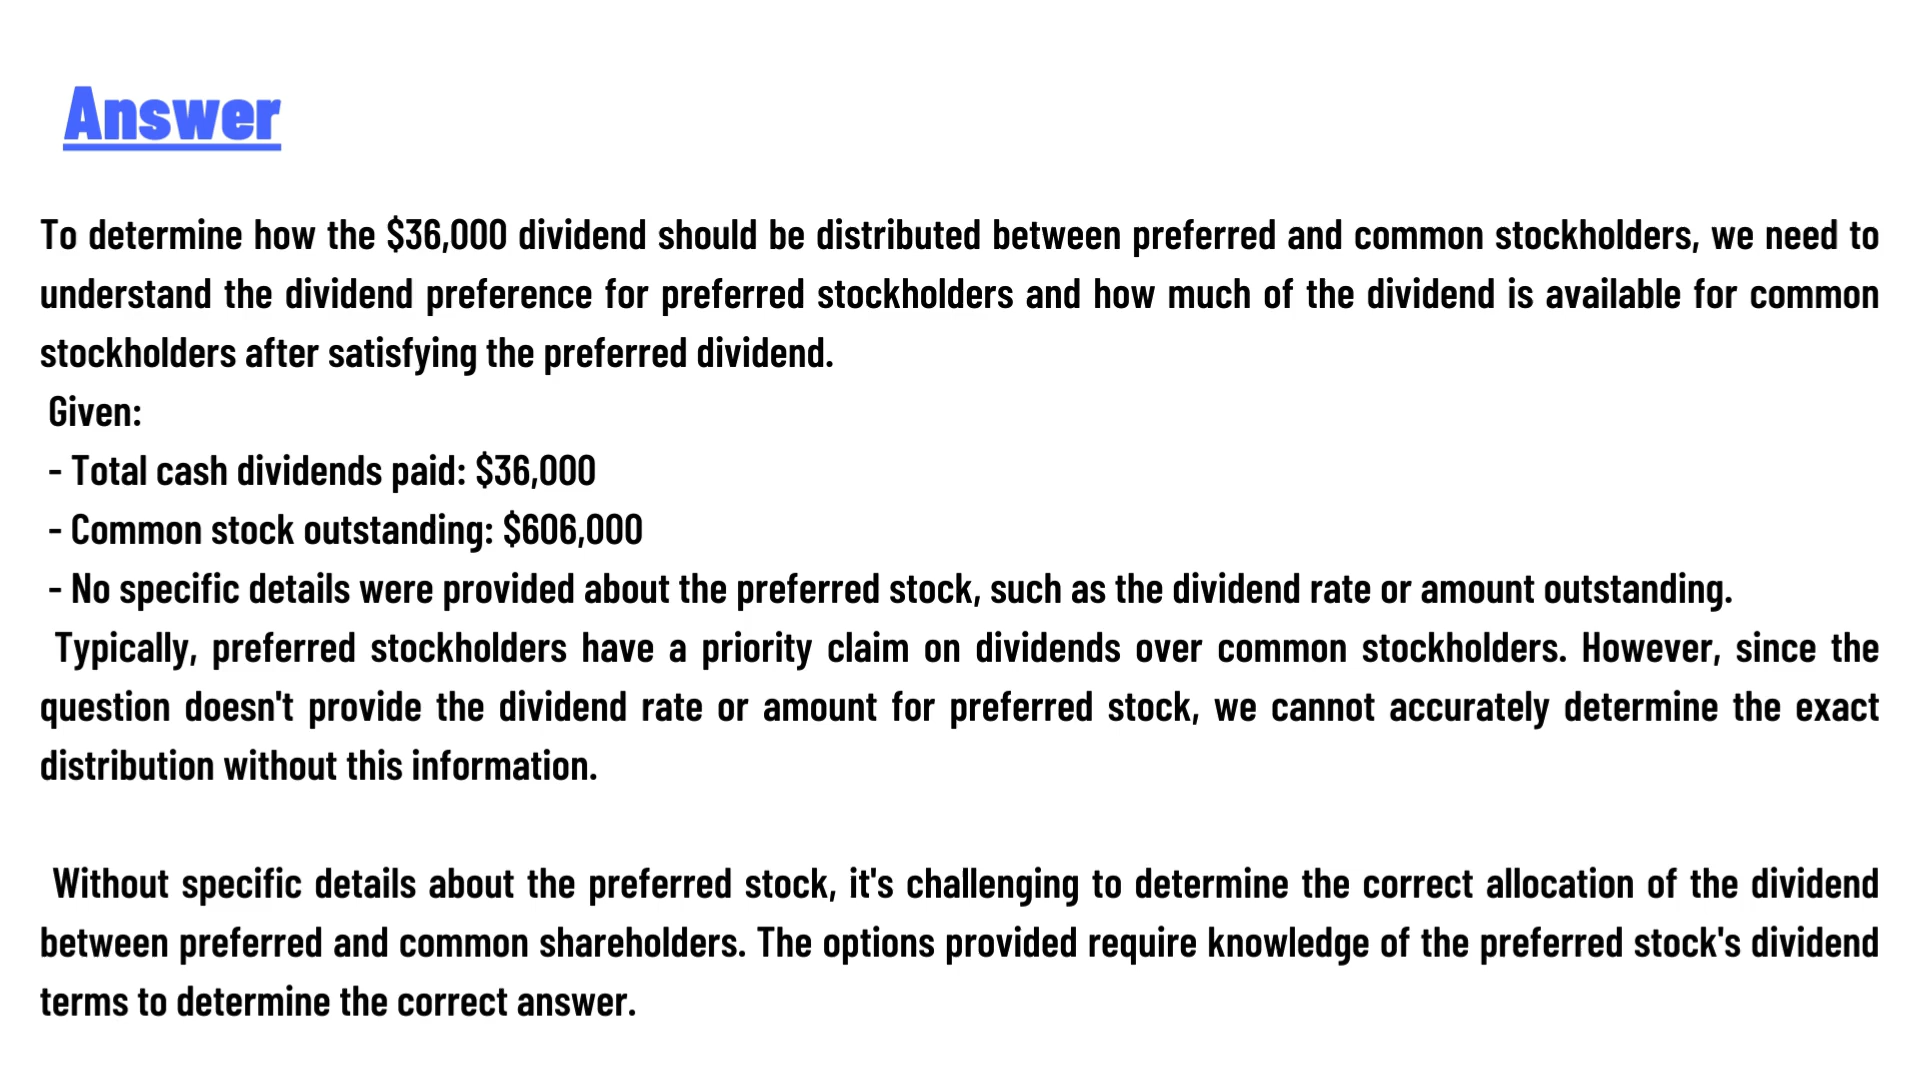 Answer
To determine how the $36,000 dividend should be distributed between preferred and common stockholders, we need to
understand the dividend preference for preferred stockholders and how much of the dividend is available for common
stockholders after satisfying the preferred dividend.
Given:
- Total cash dividends paid: $36,000
- Common stock outstanding: $606,000
- No specific details were provided about the preferred stock, such as the dividend rate or amount outstanding.
Typically, preferred stockholders have a priority claim on dividends over common stockholders. However, since the
question doesn't provide the dividend rate or amount for preferred stock, we cannot accurately determine the exact
distribution without this information.
Without specific details about the preferred stock, it's challenging to determine the correct allocation of the dividend
between preferred and common shareholders. The options provided require knowledge of the preferred stock's dividend
terms to determine the correct answer.